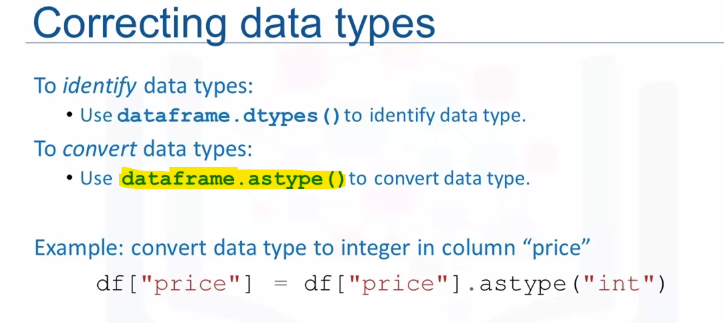 Correcting data types
To identify data types:
• Use dataframe.dtypes()to identify data type.
To convert data types:
• Use dataframe.astype()to convert data type.
Example: convert data type to integer in column “price”
df["price"] = df["price"].astype("int")